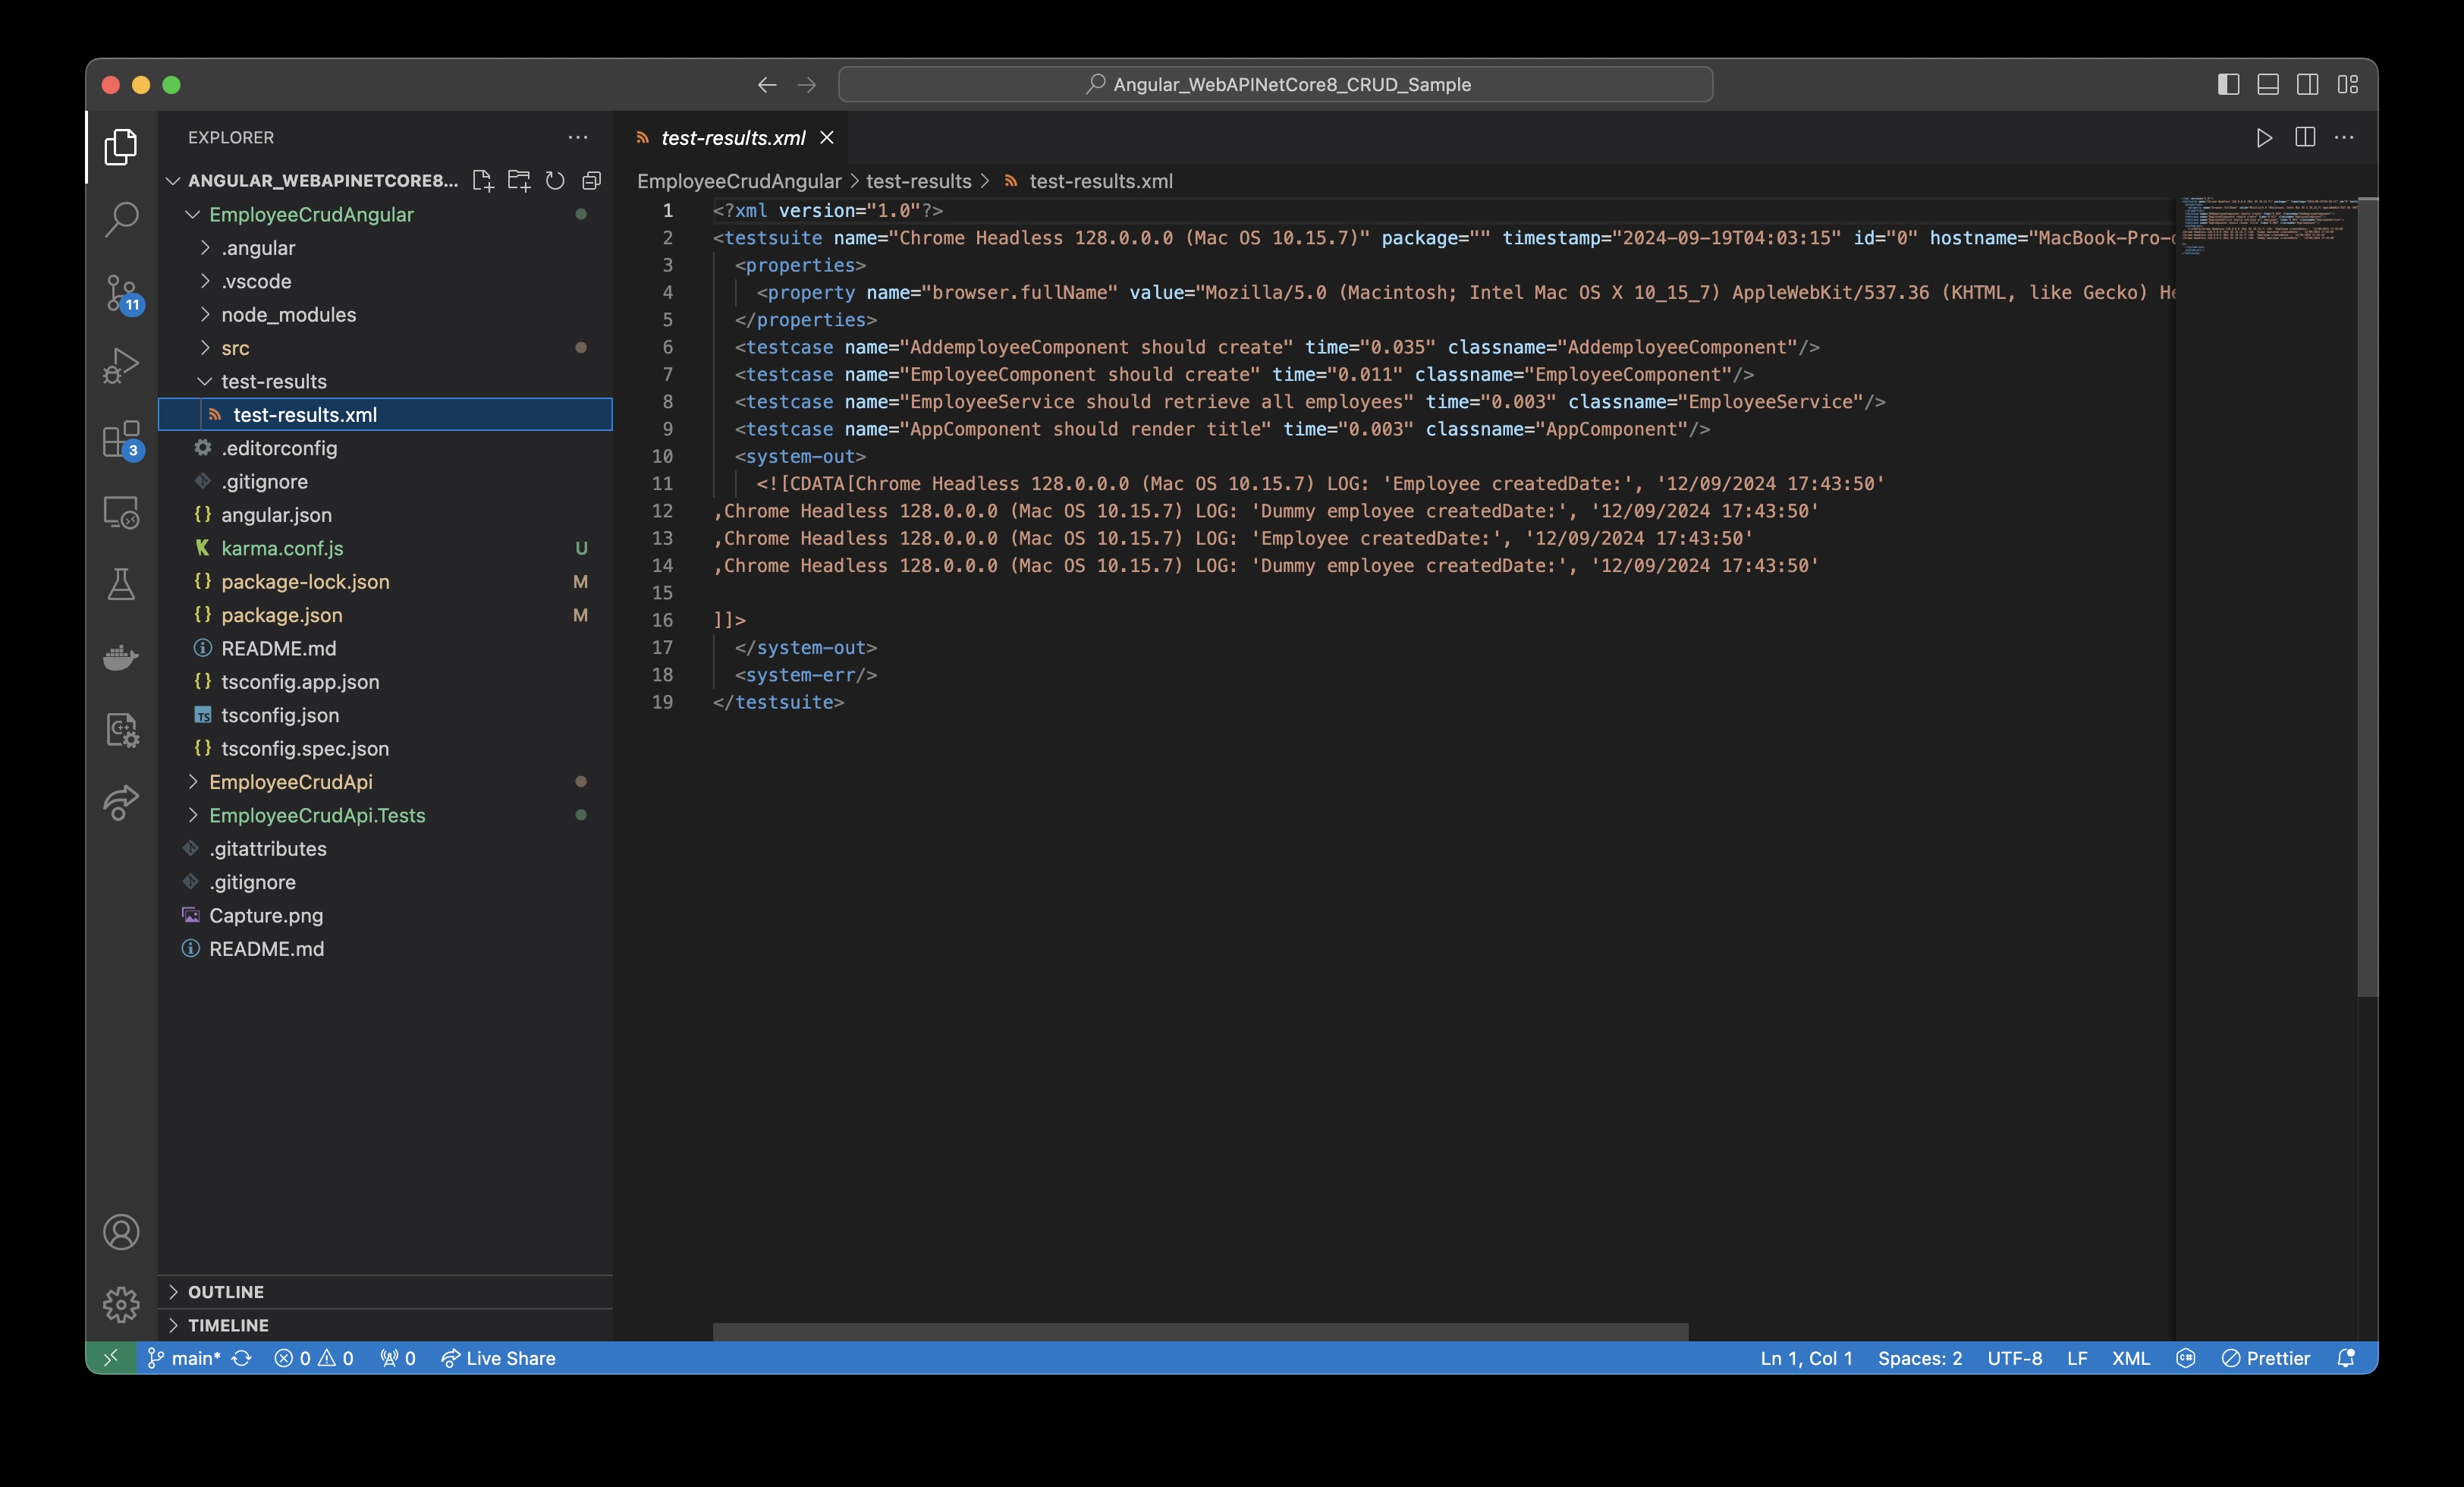 Angular_WebAPINetCore8_CRUD_Sample
EXPLORER
test-results.xml
ANGULAR_WEBAPINETCORE8...
EmployeeCrudAngular > test-results > test-results.xml
EmployeeCrudAngular
.angular
.vscode
node_modules
src
test-results
test-results.xml
.editorconfig
.gitignore
angular.json
karma.conf.js U
package-lock.json M
package.json M
README.md
tsconfig.app.json
tsconfig.json
tsconfig.spec.json
EmployeeCrudApi
EmployeeCrudApi.Tests
.gitattributes
.gitignore
Capture.png
README.md
OUTLINE
TIMELINE
11
3
1 <?xml version="1.0"?>
2 <testsuite name="Chrome Headless 128.0.0.0 (Mac OS 10.15.7)" package="" timestamp="2024-09-19T04:03:15" id="0" hostname="MacBook-Pro-
3 <properties>
4 <property name="browser.fullName" value="Mozilla/5.0 (Macintosh; Intel Mac OS X 10_15_7) AppleWebKit/537.36 (KHTML, like Gecko) He
5 </properties>
6 <testcase name="AddemployeeComponent should create" time="0.035" classname="AddemployeeComponent"/>
7 <testcase name="EmployeeComponent should create" time="0.011" classname="EmployeeComponent"/>
8 <testcase name="EmployeeService should retrieve all employees" time="0.003" classname="EmployeeService"/>
9 <testcase name="AppComponent should render title" time="0.003" classname="AppComponent"/>
10 <system-out>
11 <![CDATA[Chrome Headless 128.0.0.0 (Mac OS 10.15.7) LOG: 'Employee createdDate:', '12/09/2024 17:43:50'
12 ,Chrome Headless 128.0.0.0 (Mac OS 10.15.7) LOG: 'Dummy employee createdDate:', '12/09/2024 17:43:50'
13 ,Chrome Headless 128.0.0.0 (Mac OS 10.15.7) LOG: 'Employee createdDate:', '12/09/2024 17:43:50'
14 ,Chrome Headless 128.0.0.0 (Mac OS 10.15.7) LOG: 'Dummy employee createdDate:', '12/09/2024 17:43:50'
15
16 ]]>
17 </system-out>
18 <system-err/>
19 </testsuite>
main* 0 0 0 Live Share
Ln 1, Col 1 Spaces: 2 UTF-8 LF XML Prettier